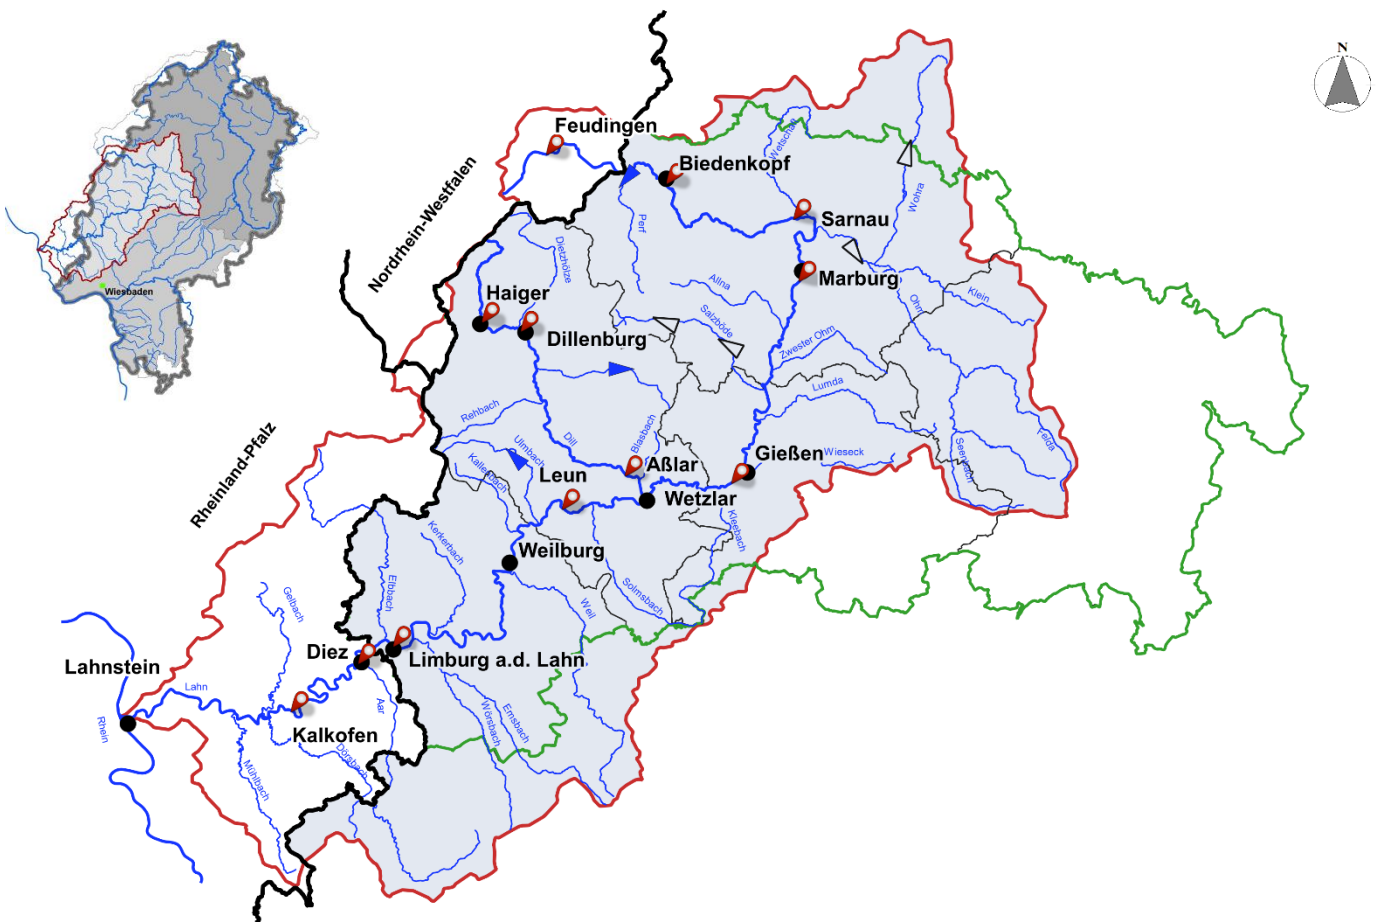 N
Feudingen
Biedenkopf
Wetschaft
Nordrhein-Westfalen
Wohra
Sarnau
Perf
Dietzhölze
Marburg
Allna
Wiesbaden
Klein
Haiger
Ohm
Salzböde
Dillenburg
Zwester Ohm
Lumda
Rehbach
Rheinland-Pfalz
Dill
Blasbach
Ulmbach
Felda
Seenbach
Gießen
Wieseck
Aßlar
Kallenbach
Leun
Wetzlar
Kleebach
Kerkerbach
Weilburg
Elbbach
Solmsbach
Gelbach
Weil
Diez
Limburg a.d. Lahn
Lahnstein
Lahn
Aar
Emsbach
Wörsbach
Rhein
Kalkofen
Dörsbach
Mühlbach